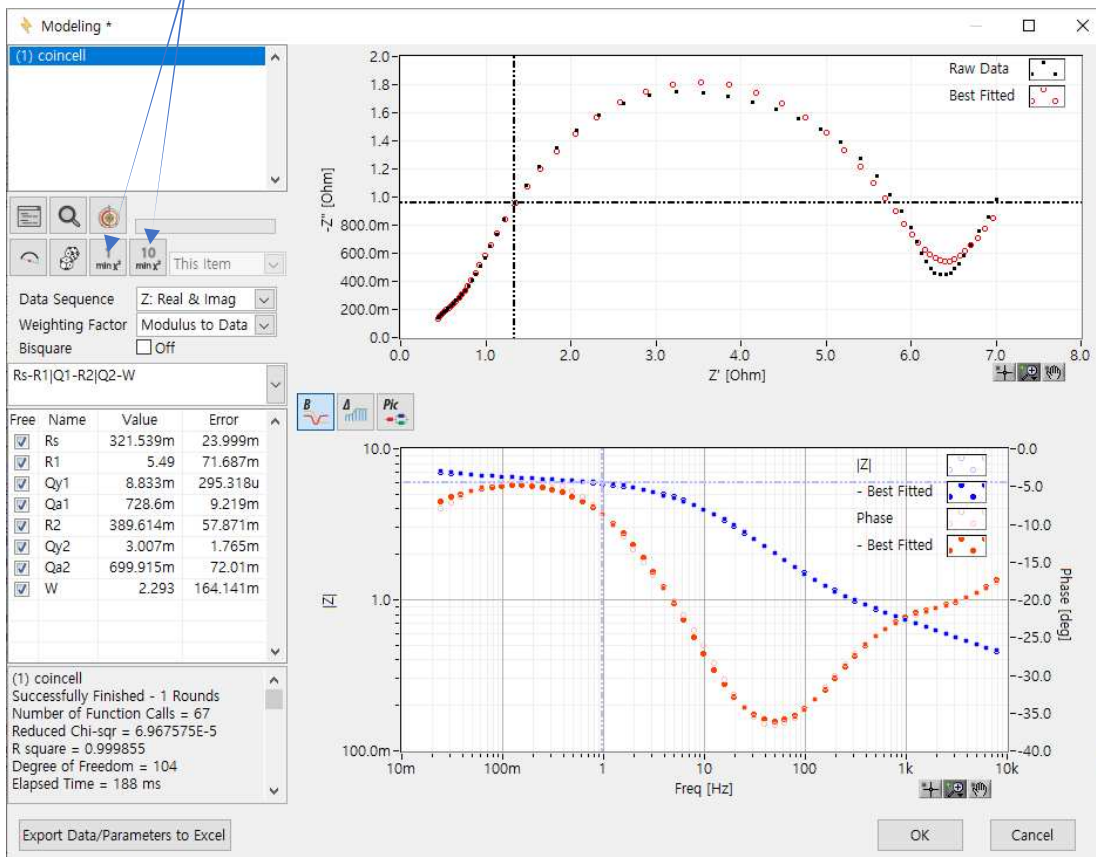 Modeling *
(1) coincell
1
min χ²
10
min χ²
This Item
Data Sequence
Z: Real & Imag
Weighting Factor
Modulus to Data
Bisquare
Off
Rs-R1|Q1-R2|Q2-W
Free Name Value Error
Rs 321.539m 23.999m
R1 5.49 71.687m
Qy1 8.833m 295.318u
Qa1 728.6m 9.219m
R2 389.614m 57.871m
Qy2 3.007m 1.765m
Qa2 699.915m 72.01m
W 2.293 164.141m
(1) coincell
Successfully Finished - 1 Rounds
Number of Function Calls = 67
Reduced Chi-sqr = 6.967575E-5
R square = 0.999855
Degree of Freedom = 104
Elapsed Time = 188 ms
Export Data/Parameters to Excel
2.0
1.8
1.6
1.4
1.2
1.0
800.0m
600.0m
400.0m
200.0m
0.0
-Z" [Ohm]
Raw Data
Best Fitted
0.0 1.0 2.0 3.0 4.0 5.0 6.0 7.0 8.0
Z' [Ohm]
B
Δ
Pic
10.0
1.0
100.0m
|Z|
|Z|
- Best Fitted
Phase
- Best Fitted
-0.0
-5.0
-10.0
-15.0
-20.0
-25.0
-30.0
-35.0
-40.0
Phase [deg]
10m 100m 1 10 100 1k 10k
Freq [Hz]
OK
Cancel